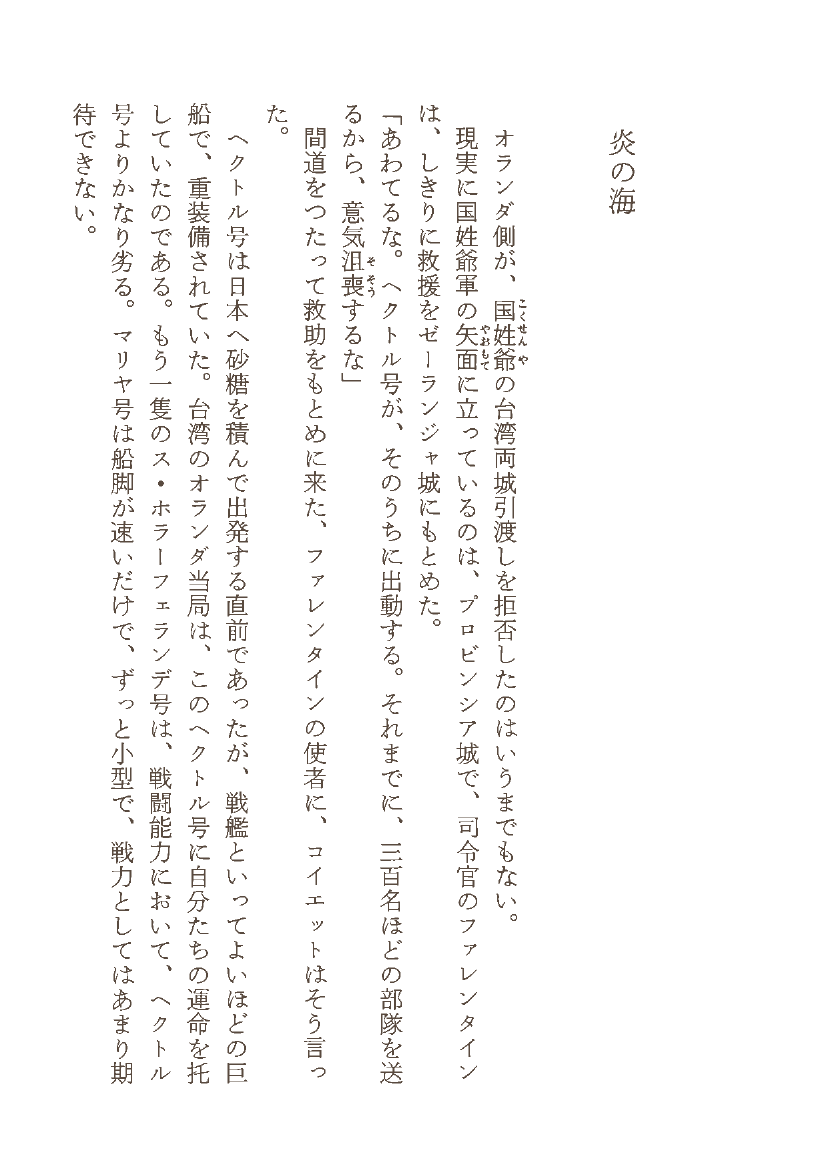 炎の海
オランダ側が、国姓爺の台湾両城引渡しを拒否したのはいうまでもない。
現実に国姓爺軍の矢面に立っているのは、プロビンシア城で、司令官のファレンタイン
は、しきりに救援をゼーランジャ城にもとめた。
「あわてるな。ヘクトル号が、そのうちに出動する。それまでに、三百名ほどの部隊を送
るから、意気沮喪するな」
間道をつたって救助をもとめに来た、ファレンタインの使者に、コイエットはそう言っ
た。
ヘクトル号は日本へ砂糖を積んで出発する直前であったが、戦艦といってよいほどの巨
船で、重装備されていた。台湾のオランダ当局は、このヘクトル号に自分たちの運命を托
していたのである。もう一隻のス・ホラーフェランデ号は、戦闘能力において、ヘクトル
号よりかなり劣る。マリヤ号は船脚が速いだけで、ずっと小型で、戦力としてはあまり期
待できない。